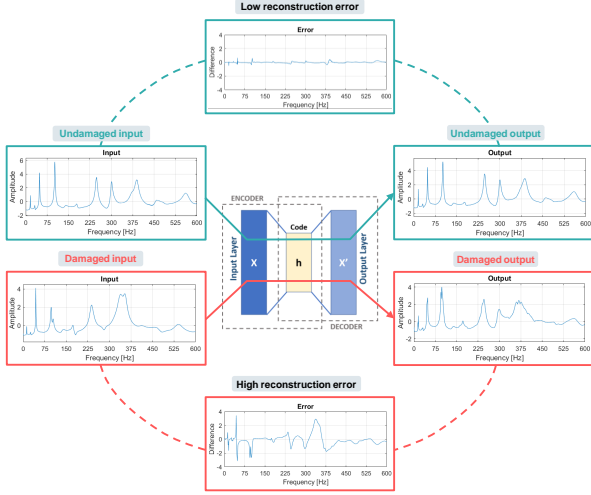 Low reconstruction error
Error
Difference
4
2
0
-2
-4
0 75 150 225 300 375 450 525 600
Frequency [Hz]
Undamaged input
Input
Amplitude
6
4
2
0
-2
0 75 150 225 300 375 450 525 600
Frequency [Hz]
Undamaged output
Output
Amplitude
4
2
0
-2
0 75 150 225 300 375 450 525 600
Frequency [Hz]
ENCODER
Input Layer
X
Code
h
X'
Output Layer
DECODER
Damaged input
Input
Amplitude
4
2
0
0 75 150 225 300 375 450 525 600
Frequency [Hz]
Damaged output
Output
Amplitude
4
2
0
-2
0 75 150 225 300 375 450 525 600
Frequency [Hz]
High reconstruction error
Error
Difference
4
2
0
-2
-4
0 75 150 225 300 375 450 525 600
Frequency [Hz]